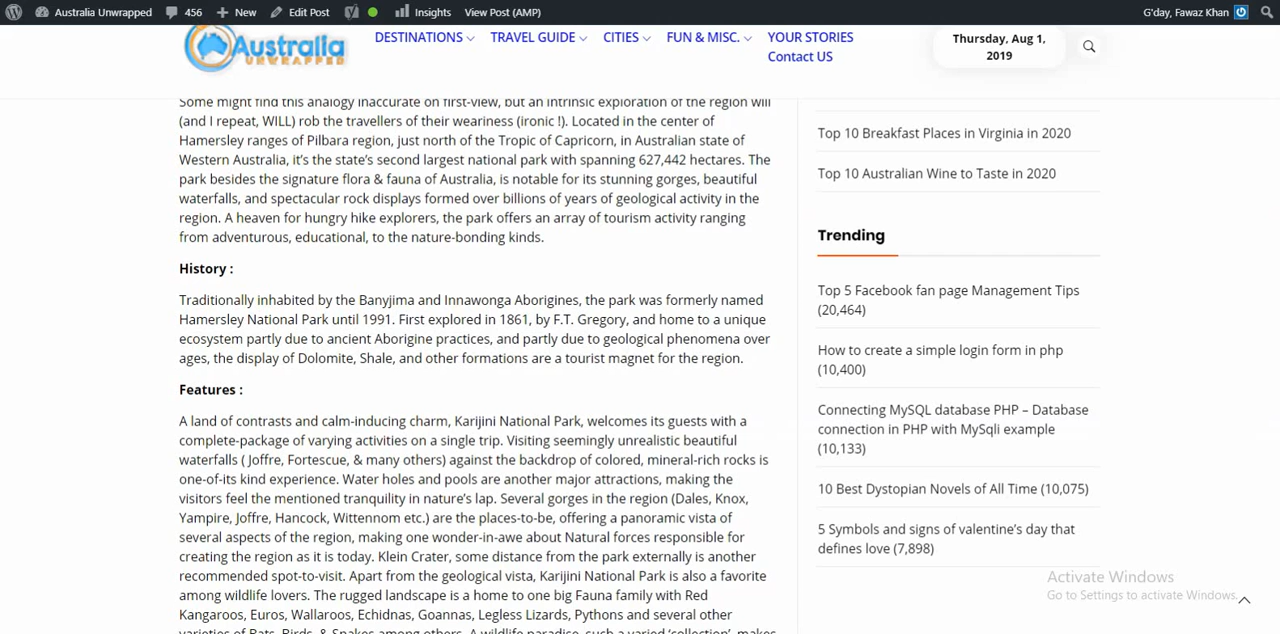 Australia Unwrapped
456
New
Edit Post
Insights
View Post (AMP)
G'day, Fawaz Khan
Australia
UNWRAPPED
DESTINATIONS
TRAVEL GUIDE
CITIES
FUN & MISC.
YOUR STORIES
Contact US
Thursday, Aug 1,
2019
Some might find this analogy inaccurate on first-view, but an intrinsic exploration of the region will
(and I repeat, WILL) rob the travellers of their weariness (ironic !). Located in the center of
Hamersley ranges of Pilbara region, just north of the Tropic of Capricorn, in Australian state of
Western Australia, it's the state's second largest national park with spanning 627,442 hectares. The
park besides the signature flora & fauna of Australia, is notable for its stunning gorges, beautiful
waterfalls, and spectacular rock displays formed over billions of years of geological activity in the
region. A heaven for hungry hike explorers, the park offers an array of tourism activity ranging
from adventurous, educational, to the nature-bonding kinds.
History :
Traditionally inhabited by the Banyjima and Innawonga Aborigines, the park was formerly named
Hamersley National Park until 1991. First explored in 1861, by F.T. Gregory, and home to a unique
ecosystem partly due to ancient Aborigine practices, and partly due to geological phenomena over
ages, the display of Dolomite, Shale, and other formations are a tourist magnet for the region.
Features :
A land of contrasts and calm-inducing charm, Karijini National Park, welcomes its guests with a
complete-package of varying activities on a single trip. Visiting seemingly unrealistic beautiful
waterfalls ( Joffre, Fortescue, & many others) against the backdrop of colored, mineral-rich rocks is
one-of-its kind experience. Water holes and pools are another major attractions, making the
visitors feel the mentioned tranquility in nature's lap. Several gorges in the region (Dales, Knox,
Yampire, Joffre, Hancock, Wittennom etc.) are the places-to-be, offering a panoramic vista of
several aspects of the region, making one wonder-in-awe about Natural forces responsible for
creating the region as it is today. Klein Crater, some distance from the park externally is another
recommended spot-to-visit. Apart from the geological vista, Karijini National Park is also a favorite
among wildlife lovers. The rugged landscape is a home to one big Fauna family with Red
Kangaroos, Euros, Wallaroos, Echidnas, Goannas, Legless Lizards, Pythons and several other
varieties of Bats, Birds, & Snakes among others. A wildlife paradise, such a varied 'collection', makes
Top 10 Breakfast Places in Virginia in 2020
Top 10 Australian Wine to Taste in 2020
Trending
Top 5 Facebook fan page Management Tips
(20,464)
How to create a simple login form in php
(10,400)
Connecting MySQL database PHP – Database
connection in PHP with MySqli example
(10,133)
10 Best Dystopian Novels of All Time (10,075)
5 Symbols and signs of valentine's day that
defines love (7,898)
Activate Windows
Go to Settings to activate Windows.